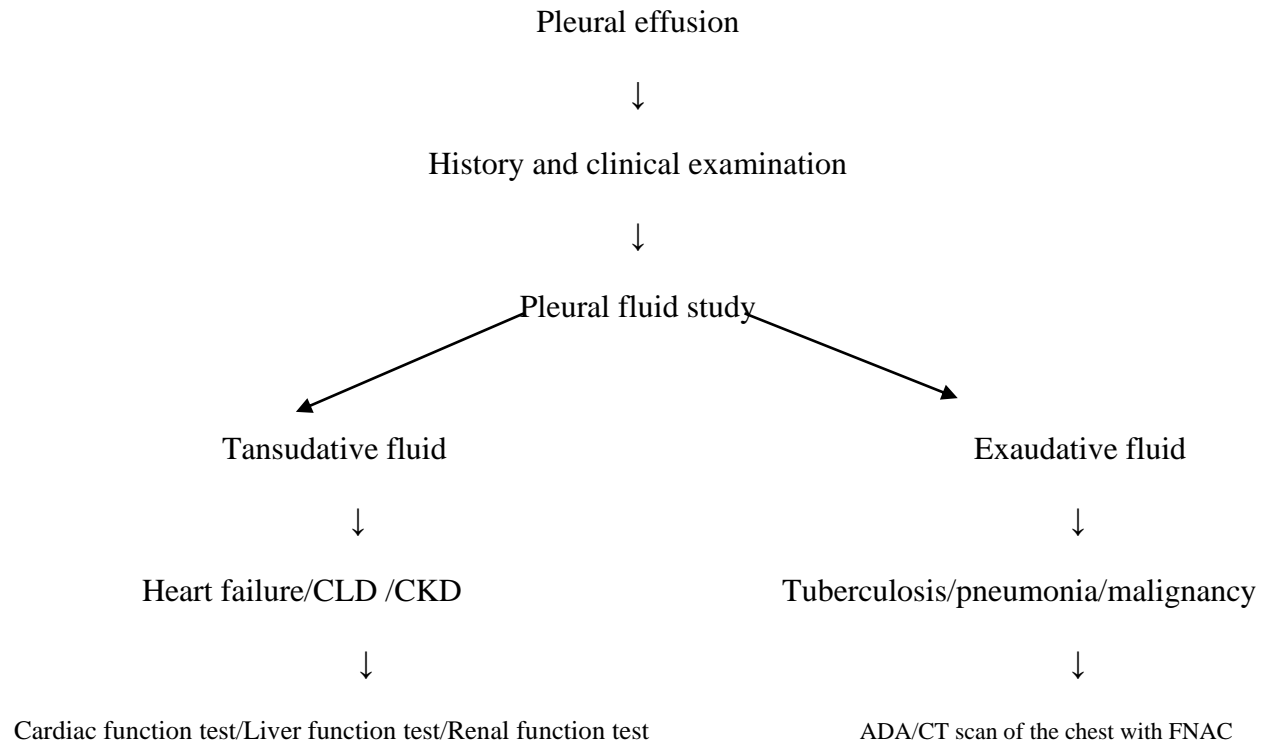 Pleural effusion
↓
History and clinical examination
↓
Pleural fluid study
Tansudative fluid
Exaudative fluid
↓ ↓
Heart failure/CLD /CKD
Tuberculosis/pneumonia/malignancy
↓ ↓
Cardiac function test/Liver function test/Renal function test
ADA/CT scan of the chest with FNAC